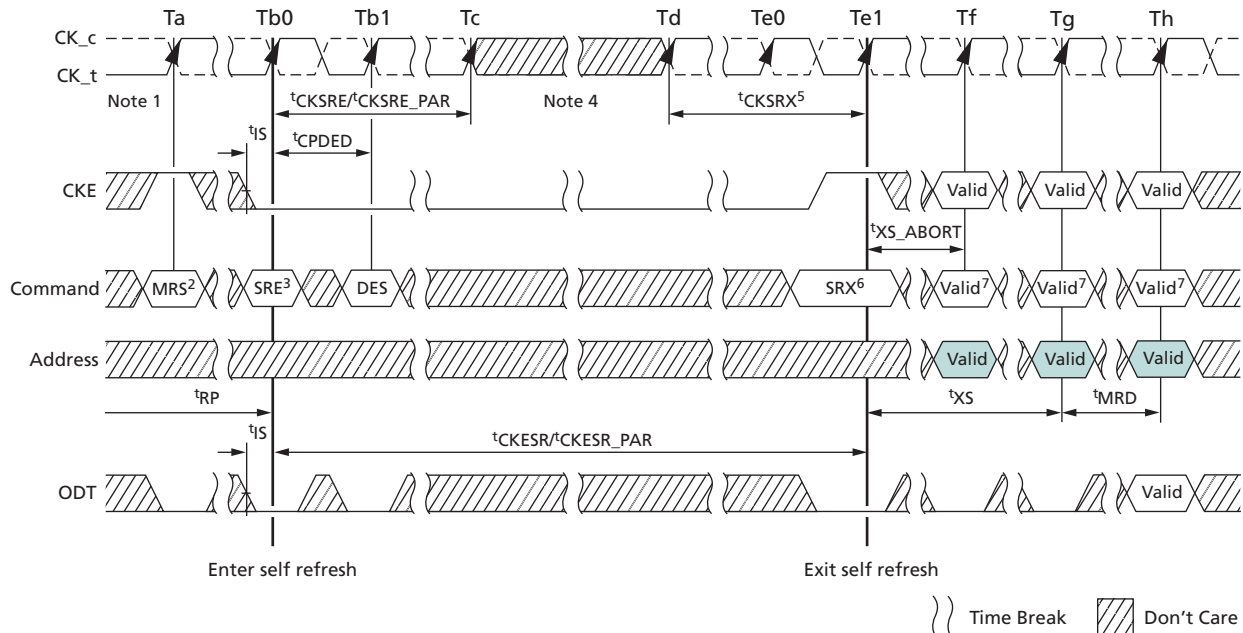 Ta Tb0 Tb1 Tc Td Te0 Te1 Tf Tg Th
CK_c
CK_t
Note 1 tCKSRE/tCKSRE_PAR Note 4 tCKSRX5
tIS tCPDED
CKE Valid Valid Valid
tXS_ABORT
Command MRS2 SRE3 DES SRX6 Valid7 Valid7 Valid7
Address Valid Valid Valid
tRP tXS tMRD
tIS tCKESR/tCKESR_PAR
ODT Valid
Enter self refresh Exit self refresh
Time Break Don't Care